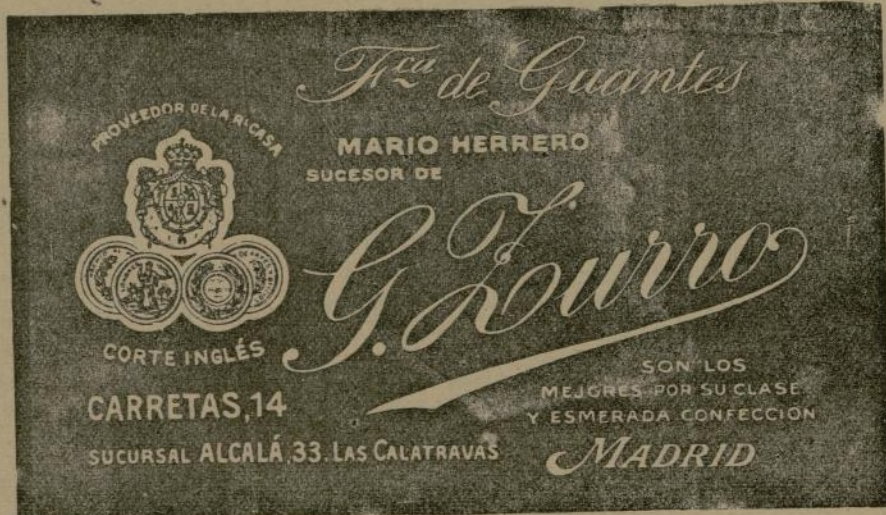 Fca de Guantes
PROVEEDOR DE LA Rl. CASA
MARIO HERRERO
SUCESOR DE
G. Zurro
CORTE INGLÉS
SON LOS
MEJORES POR SU CLASE
Y ESMERADA CONFECCION
CARRETAS, 14
SUCURSAL ALCALÁ, 33. LAS CALATRAVAS
MADRID